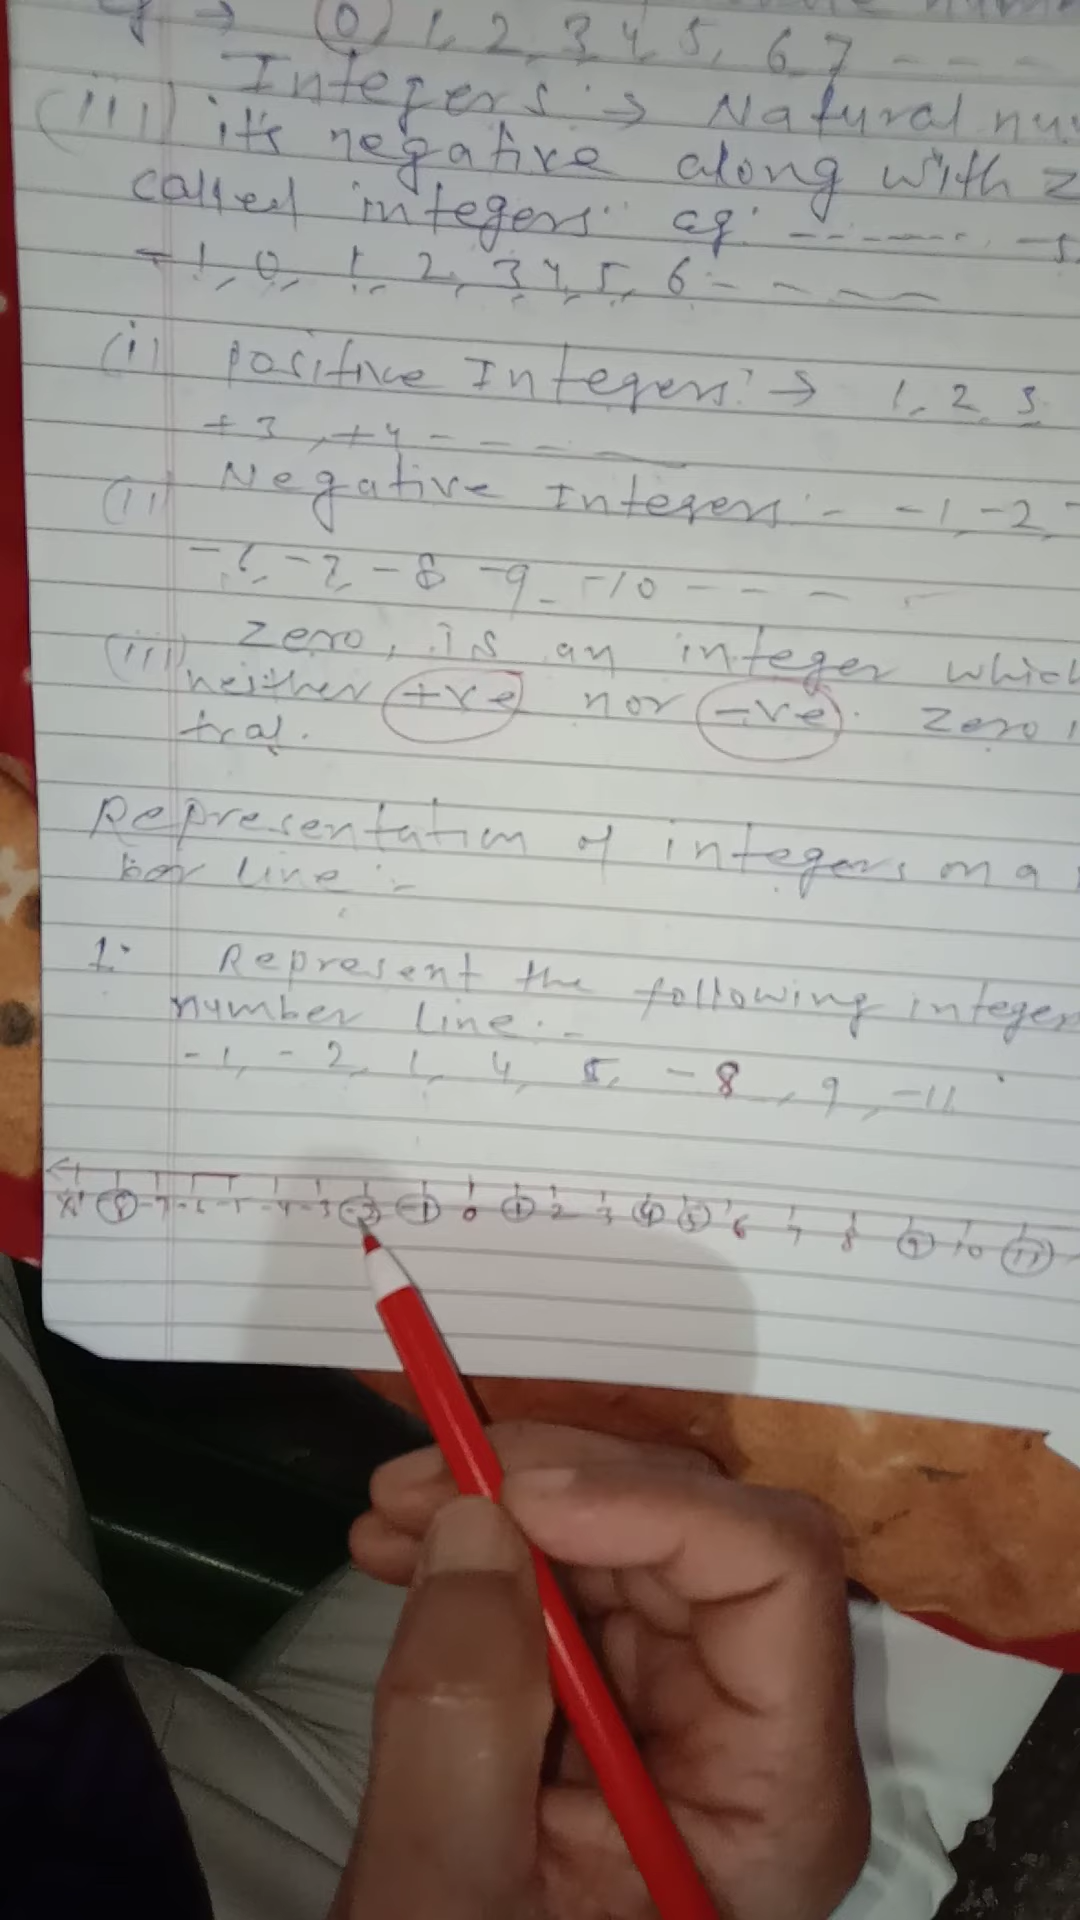 0, 1, 2, 3, 4, 5, 6, 7 - - - -
Integers :→ Natural
(iii) it's negative along with
called integers eg: - - - - - -
-1, 0, 1, 2, 3, 4, 5, 6 - - - -
(i) Positive Integers :→ 1, 2, 3
+3, +4 - - - -
(ii) Negative Integers :- -1, -2,
-7, -8 -9, -10 - - - -
(iii) Zero, is an integer which
neither +ve nor -ve. Zero
tral.
Representation of integers on a
ber line :-
1. Represent the following integer
number line :-
-1, -2, 1, 4, 5, -8, 9, -11
-7 -6 -5 -4 -3 -2 -1 0 1 2 3 4 5 6 7 8 9 10 11